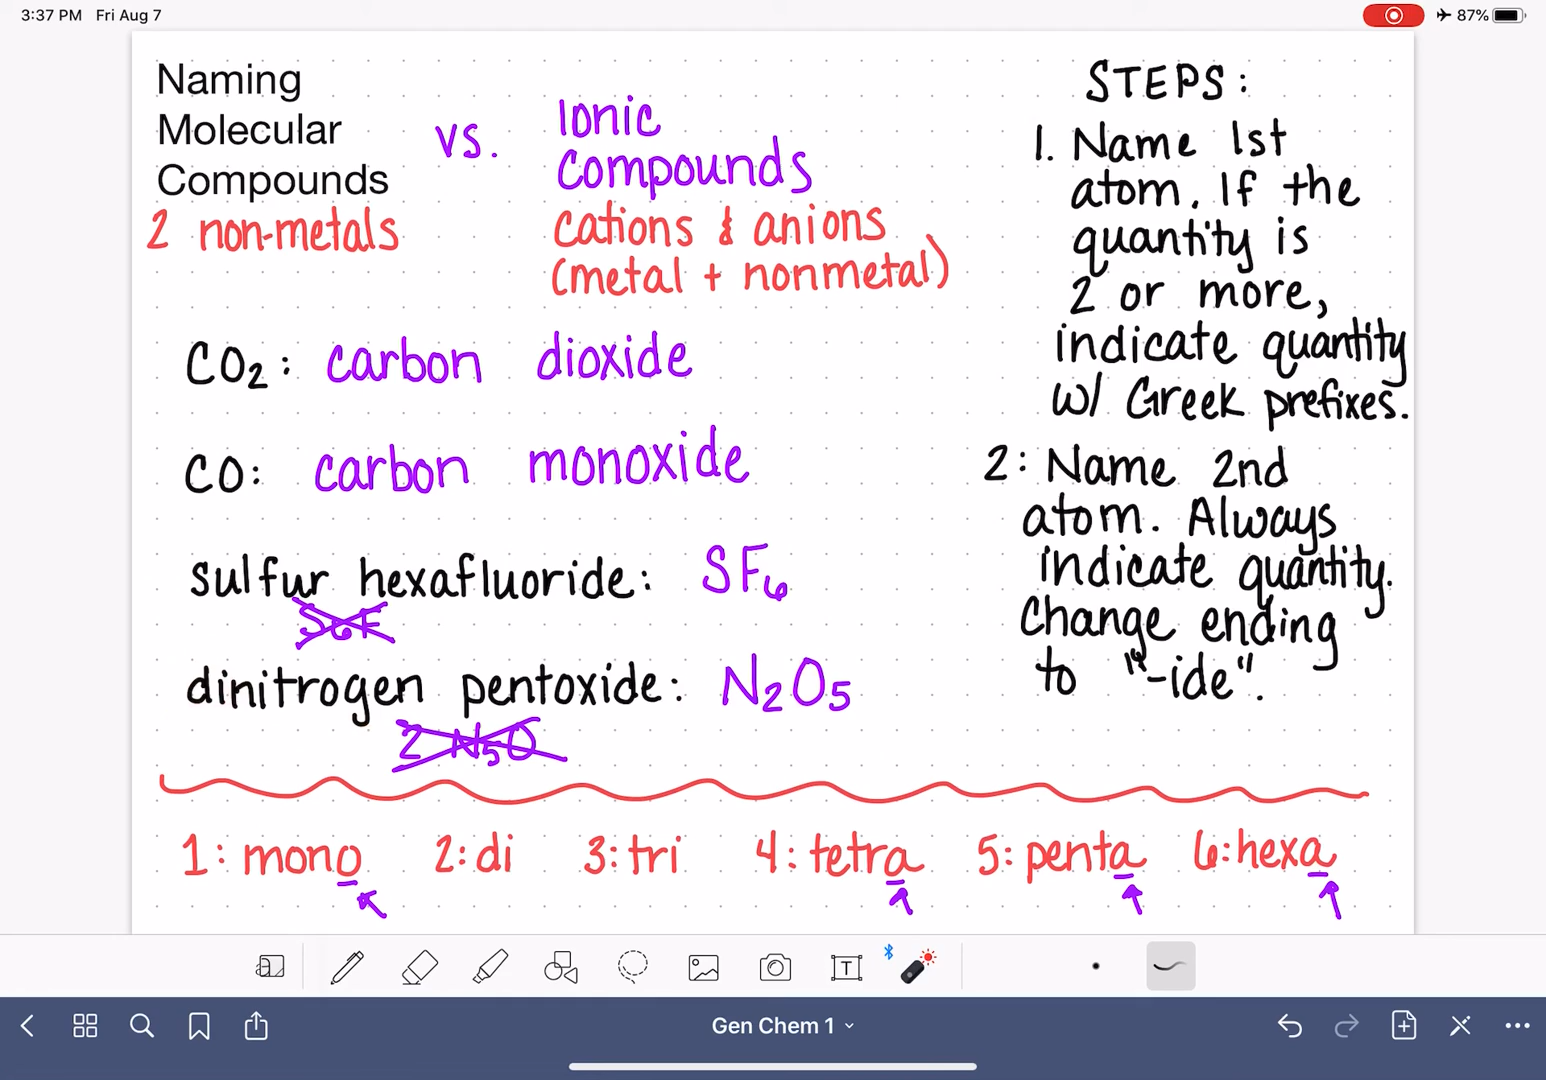 3:37 PM Fri Aug 7
87%
Naming
Molecular
Compounds
2 non-metals
vs.
Ionic
Compounds
cations & anions
(metal + nonmetal)
CO₂: carbon dioxide
CO: carbon monoxide
sulfur hexafluoride: SF₆
S₆F
dinitrogen pentoxide: N₂O₅
2 N₅O
STEPS:
1. Name 1st
atom. If the
quantity is
2 or more,
indicate quantity
w/ Greek prefixes.
2: Name 2nd
atom. Always
indicate quantity.
Change ending
to "-ide".
1: mono 2: di 3: tri 4: tetra 5: penta 6: hexa
T
Gen Chem 1